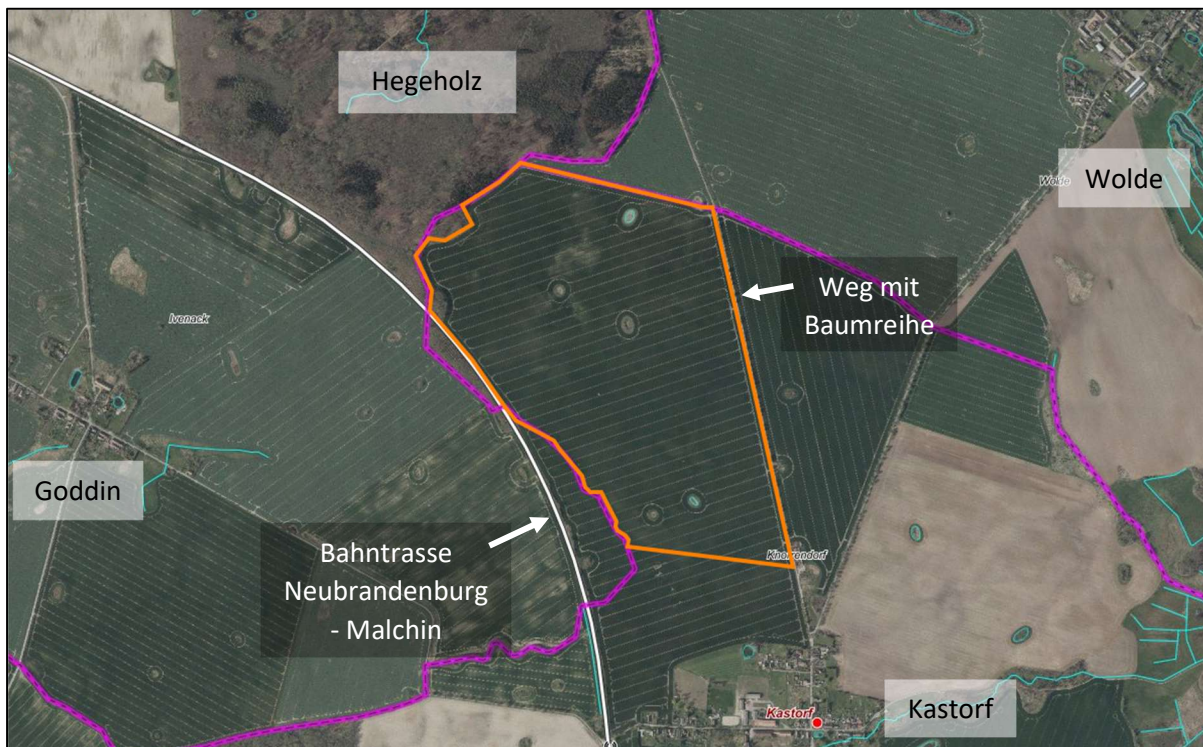 Hegeholz
Wolde
Wolde
Weg mit
Baumreihe
Ivenack
Goddin
Bahntrasse
Neubrandenburg
- Malchin
Knorrendorf
Kastorf
Kastorf